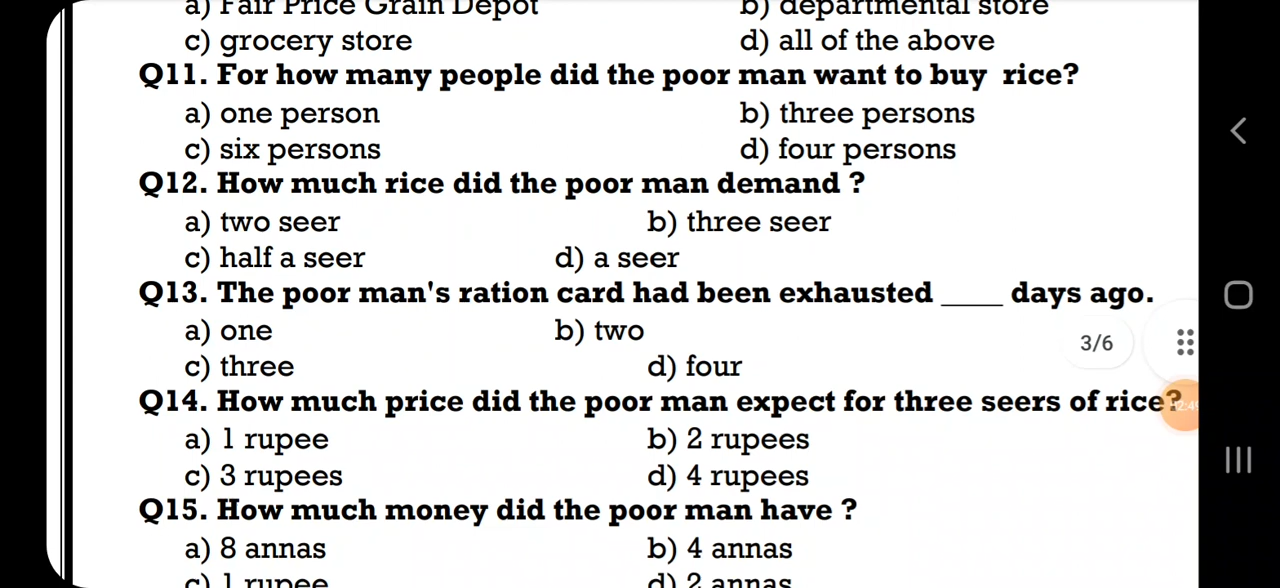 a) Fair Price Grain Depot b) departmental store
c) grocery store d) all of the above
Q11. For how many people did the poor man want to buy rice?
a) one person b) three persons
c) six persons d) four persons
Q12. How much rice did the poor man demand ?
a) two seer b) three seer
c) half a seer d) a seer
Q13. The poor man's ration card had been exhausted ____ days ago.
a) one b) two
c) three d) four
3/6
Q14. How much price did the poor man expect for three seers of rice?
a) 1 rupee b) 2 rupees
c) 3 rupees d) 4 rupees
Q15. How much money did the poor man have ?
a) 8 annas b) 4 annas
c) 1 rupee d) 2 annas